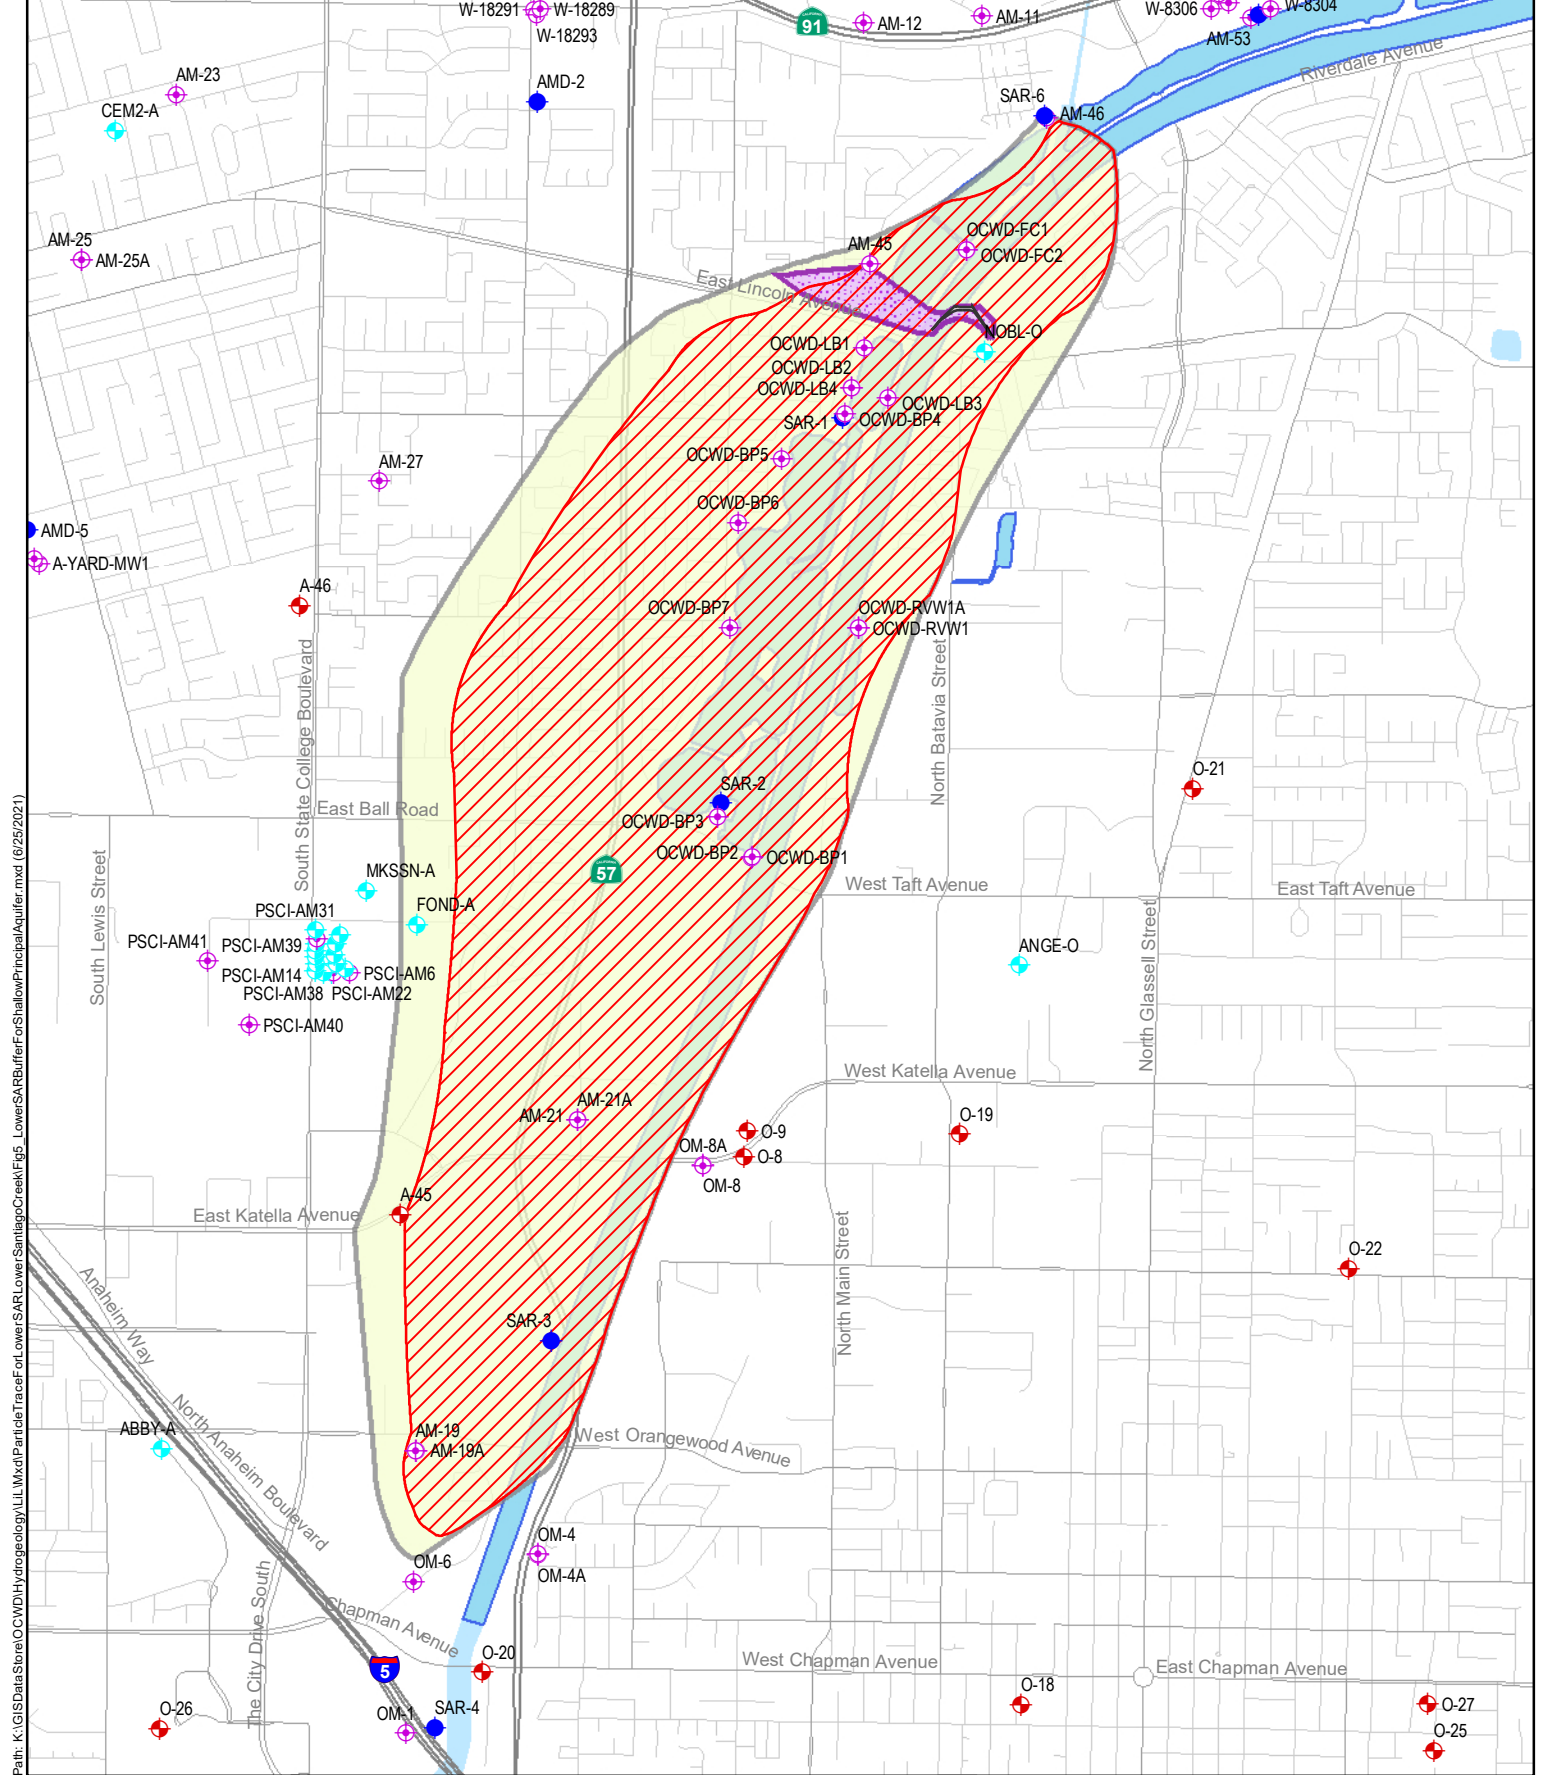 W-18291
W-18289
W-18293
CALIFORNIA
91
AM-12
AM-11
W-8306
W-8304
AM-53
Riverdale Avenue
AM-23
CEM2-A
AMD-2
SAR-6
AM-46
AM-25
AM-25A
AM-45
OCWD-FC1
OCWD-FC2
East Lincoln Avenue
NOBL-O
OCWD-LB1
OCWD-LB2
OCWD-LB4
OCWD-LB3
SAR-1
OCWD-BP4
OCWD-BP5
AM-27
OCWD-BP6
AMD-5
A-YARD-MW1
A-46
OCWD-BP7
OCWD-RVW1A
OCWD-RVW1
South State College Boulevard
North Batavia Street
SAR-2
O-21
East Ball Road
OCWD-BP3
OCWD-BP2
OCWD-BP1
CALIFORNIA
57
MKSSN-A
West Taft Avenue
East Taft Avenue
FOND-A
South Lewis Street
PSCI-AM31
PSCI-AM41
PSCI-AM39
PSCI-AM14
PSCI-AM6
PSCI-AM38
PSCI-AM22
PSCI-AM40
ANGE-O
North Glassell Street
West Katella Avenue
AM-21A
AM-21
O-9
O-8
O-19
OM-8A
OM-8
A-45
East Katella Avenue
North Main Street
O-22
Anaheim Way
SAR-3
North Anaheim Boulevard
ABBY-A
AM-19
AM-19A
West Orangewood Avenue
OM-4
OM-4A
OM-6
The City Drive South
Chapman Avenue
5
O-20
West Chapman Avenue
East Chapman Avenue
O-26
OM-1
SAR-4
O-18
O-27
O-25
Path: K:\GISDataStore\OCWD\Hydrogeology\LiL\Mxd\ParticleTraceForLowerSARLowerSantiagoCreek\Fig5_LowerSARBufferForShallowPrincipalAquifer.mxd (6/25/2021)